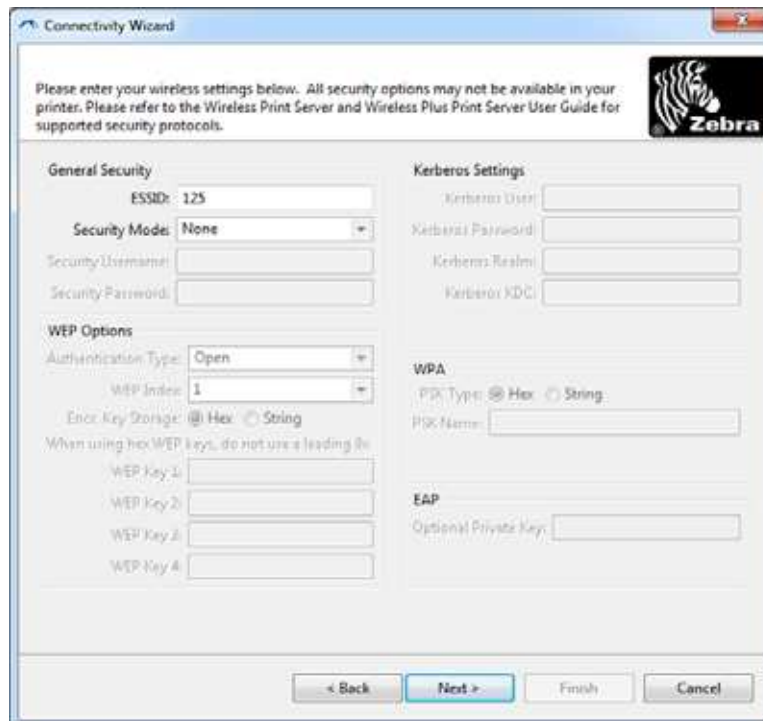 Connectivity Wizard
Please enter your wireless settings below. All security options may not be available in your
printer. Please refer to the Wireless Print Server and Wireless Plus Print Server User Guide for
supported security protocols.
Zebra
General Security
ESSID: 125
Security Mode: None
Security Username:
Security Password:
WEP Options
Authentication Type: Open
WEP Index: 1
Encr. Key Storage: Hex String
When using hex WEP keys, do not use a leading 0x
WEP Key 1:
WEP Key 2:
WEP Key 3:
WEP Key 4:
Kerberos Settings
Kerberos User:
Kerberos Password:
Kerberos Realm:
Kerberos KDC:
WPA
PSK Type: Hex String
PSK Name:
EAP
Optional Private Key:
< Back
Next >
Finish
Cancel